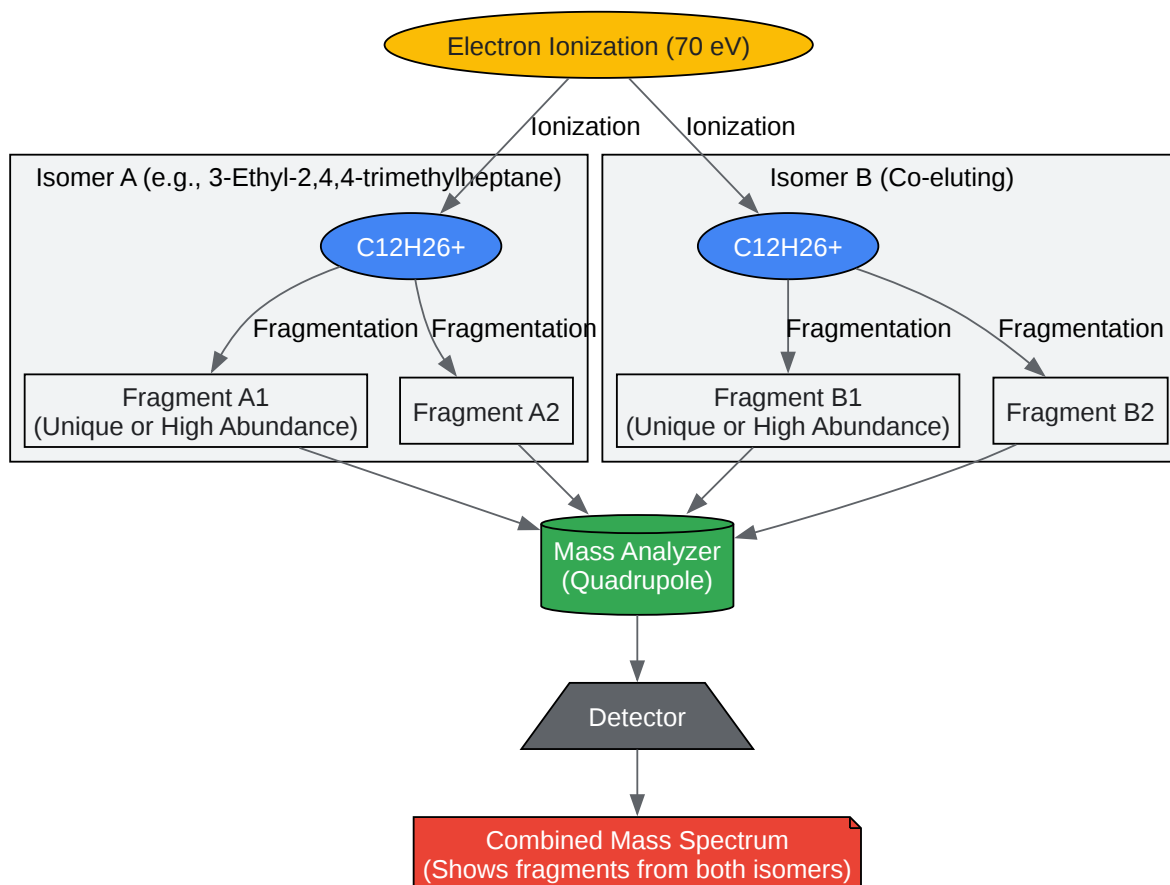 Electron Ionization (70 eV)
Ionization
Ionization
Isomer A (e.g., 3-Ethyl-2,4,4-trimethylheptane)
Isomer B (Co-eluting)
C12H26+
C12H26+
Fragmentation
Fragmentation
Fragmentation
Fragmentation
Fragment A1
(Unique or High Abundance)
Fragment A2
Fragment B1
(Unique or High Abundance)
Fragment B2
Mass Analyzer
(Quadrupole)
Detector
Combined Mass Spectrum
(Shows fragments from both isomers)